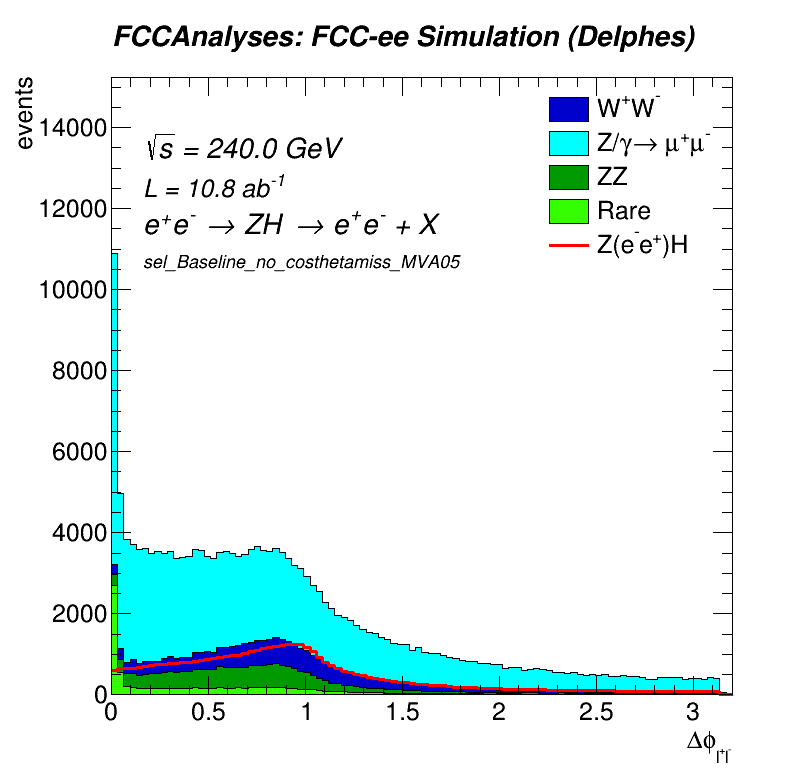 FCCAnalyses: FCC-ee Simulation (Delphes)
events
14000
12000
10000
8000
6000
4000
2000
0
√s = 240.0 GeV
L = 10.8 ab⁻¹
e⁺e⁻ → ZH → e⁺e⁻ + X
sel_Baseline_no_costhetamiss_MVA05
W⁺W⁻
Z/γ→ μ⁺μ⁻
ZZ
Rare
Z(e⁻e⁺)H
0 0.5 1 1.5 2 2.5 3
Δϕ_l⁺l⁻